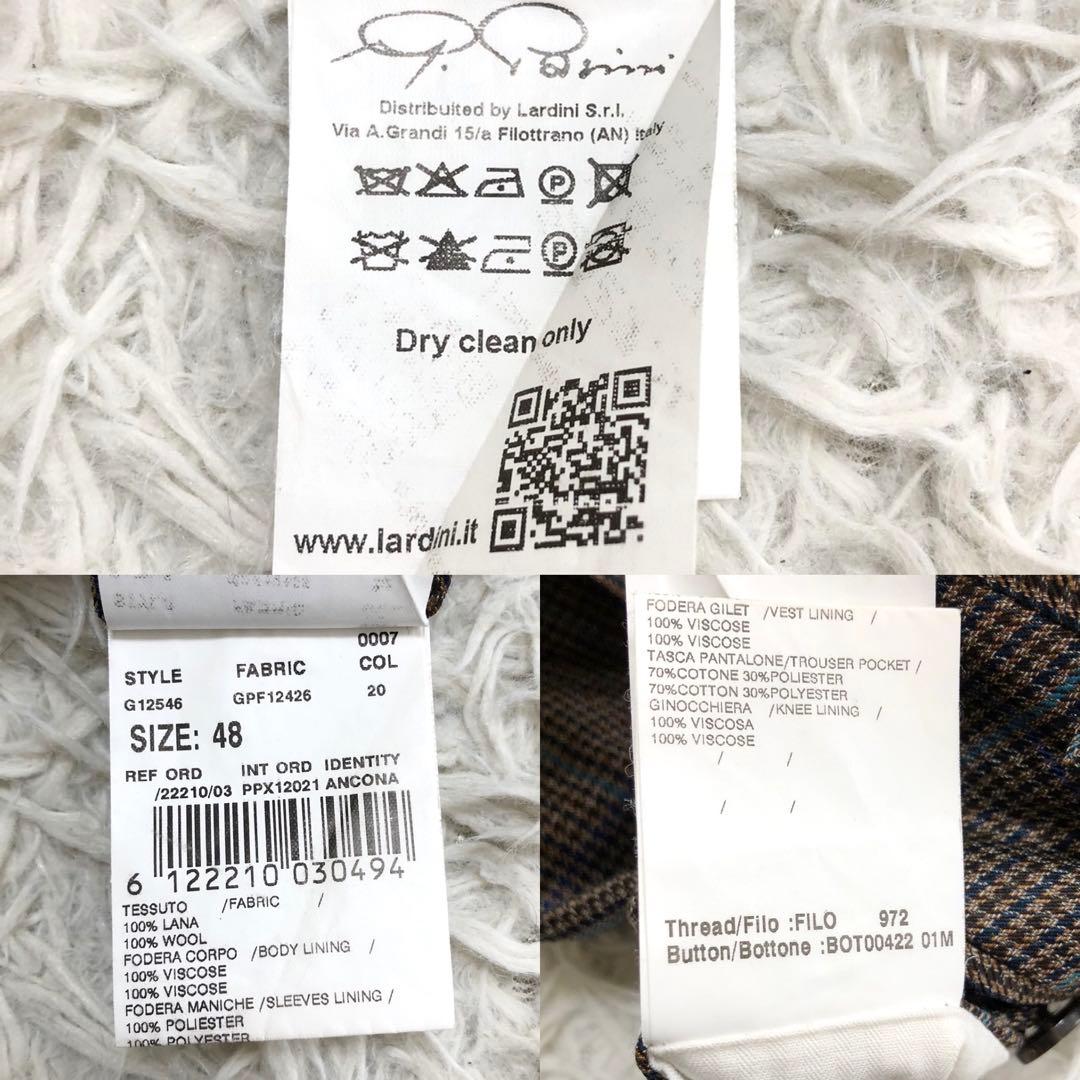 G. Pasini
Distribuited by Lardini S.r.l.
Via A.Grandi 15/a Filottrano (AN) Italy
P
P
Dry clean only
www.lardini.it
0007
STYLE FABRIC COL
G12546 GPF12426 20
SIZE: 48
REF ORD INT ORD IDENTITY
/22210/03 PPX12021 ANCONA
6 122210 030494
TESSUTO /FABRIC /
100% LANA
100% WOOL
FODERA CORPO /BODY LINING /
100% VISCOSE
100% VISCOSE
FODERA MANICHE /SLEEVES LINING /
100% POLIESTER
100% POLYESTER
FODERA GILET /VEST LINING /
100% VISCOSE
100% VISCOSE
TASCA PANTALONE/TROUSER POCKET /
70%COTONE 30%POLIESTER
70%COTTON 30%POLYESTER
GINOCCHIERA /KNEE LINING /
100% VISCOSA
100% VISCOSE
/ /
/ /
Thread/Filo :FILO 972
Button/Bottone :BOT00422 01M